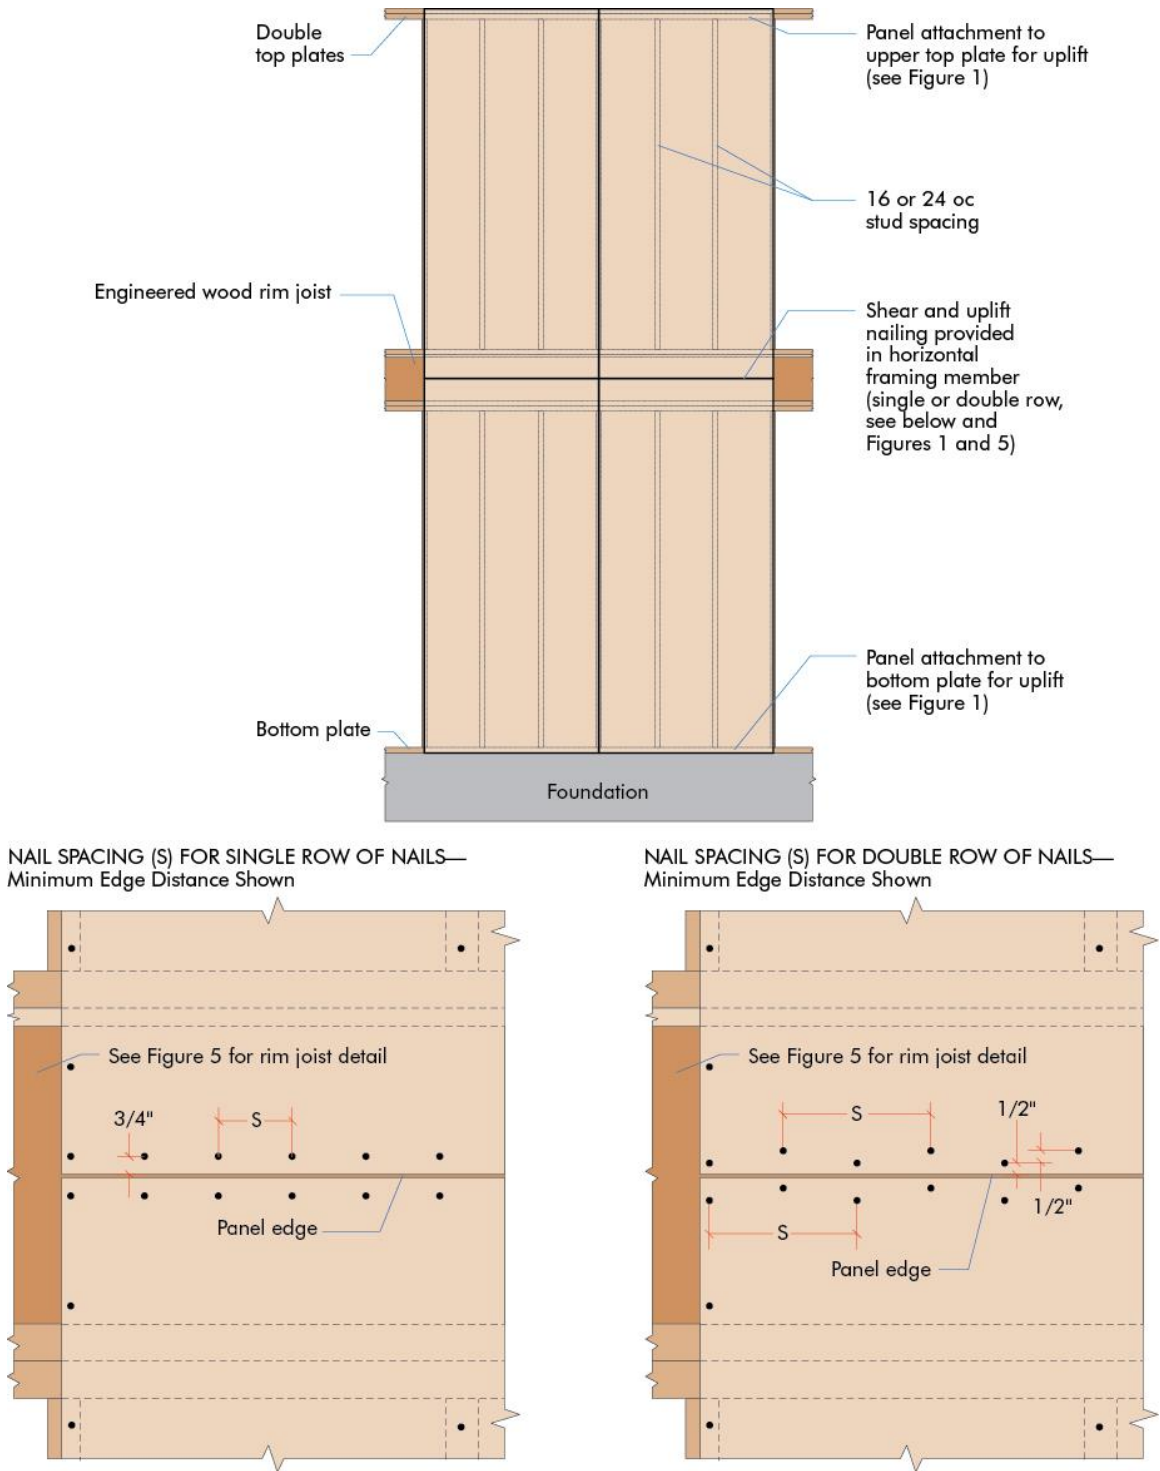 Double
top plates
Panel attachment to
upper top plate for uplift
(see Figure 1)
16 or 24 oc
stud spacing
Engineered wood rim joist
Shear and uplift
nailing provided
in horizontal
framing member
(single or double row,
see below and
Figures 1 and 5)
Panel attachment to
bottom plate for uplift
(see Figure 1)
Bottom plate
Foundation
NAIL SPACING (S) FOR SINGLE ROW OF NAILS—
Minimum Edge Distance Shown
See Figure 5 for rim joist detail
3/4"
S
Panel edge
NAIL SPACING (S) FOR DOUBLE ROW OF NAILS—
Minimum Edge Distance Shown
See Figure 5 for rim joist detail
S
1/2"
1/2"
S
Panel edge